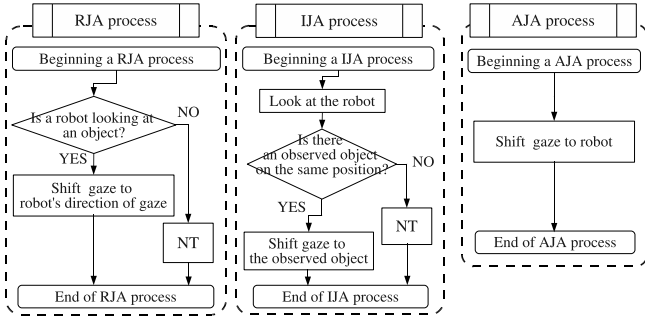 RJA process
Beginning a RJA process
Is a robot looking at
an object?
NO
YES
Shift gaze to
robot's direction of gaze
NT
End of RJA process
IJA process
Beginning a IJA process
Look at the robot
Is there
an observed object
on the same position?
NO
YES
NT
Shift gaze to
the observed object
End of IJA process
AJA process
Beginning a AJA process
Shift gaze to robot
End of AJA process